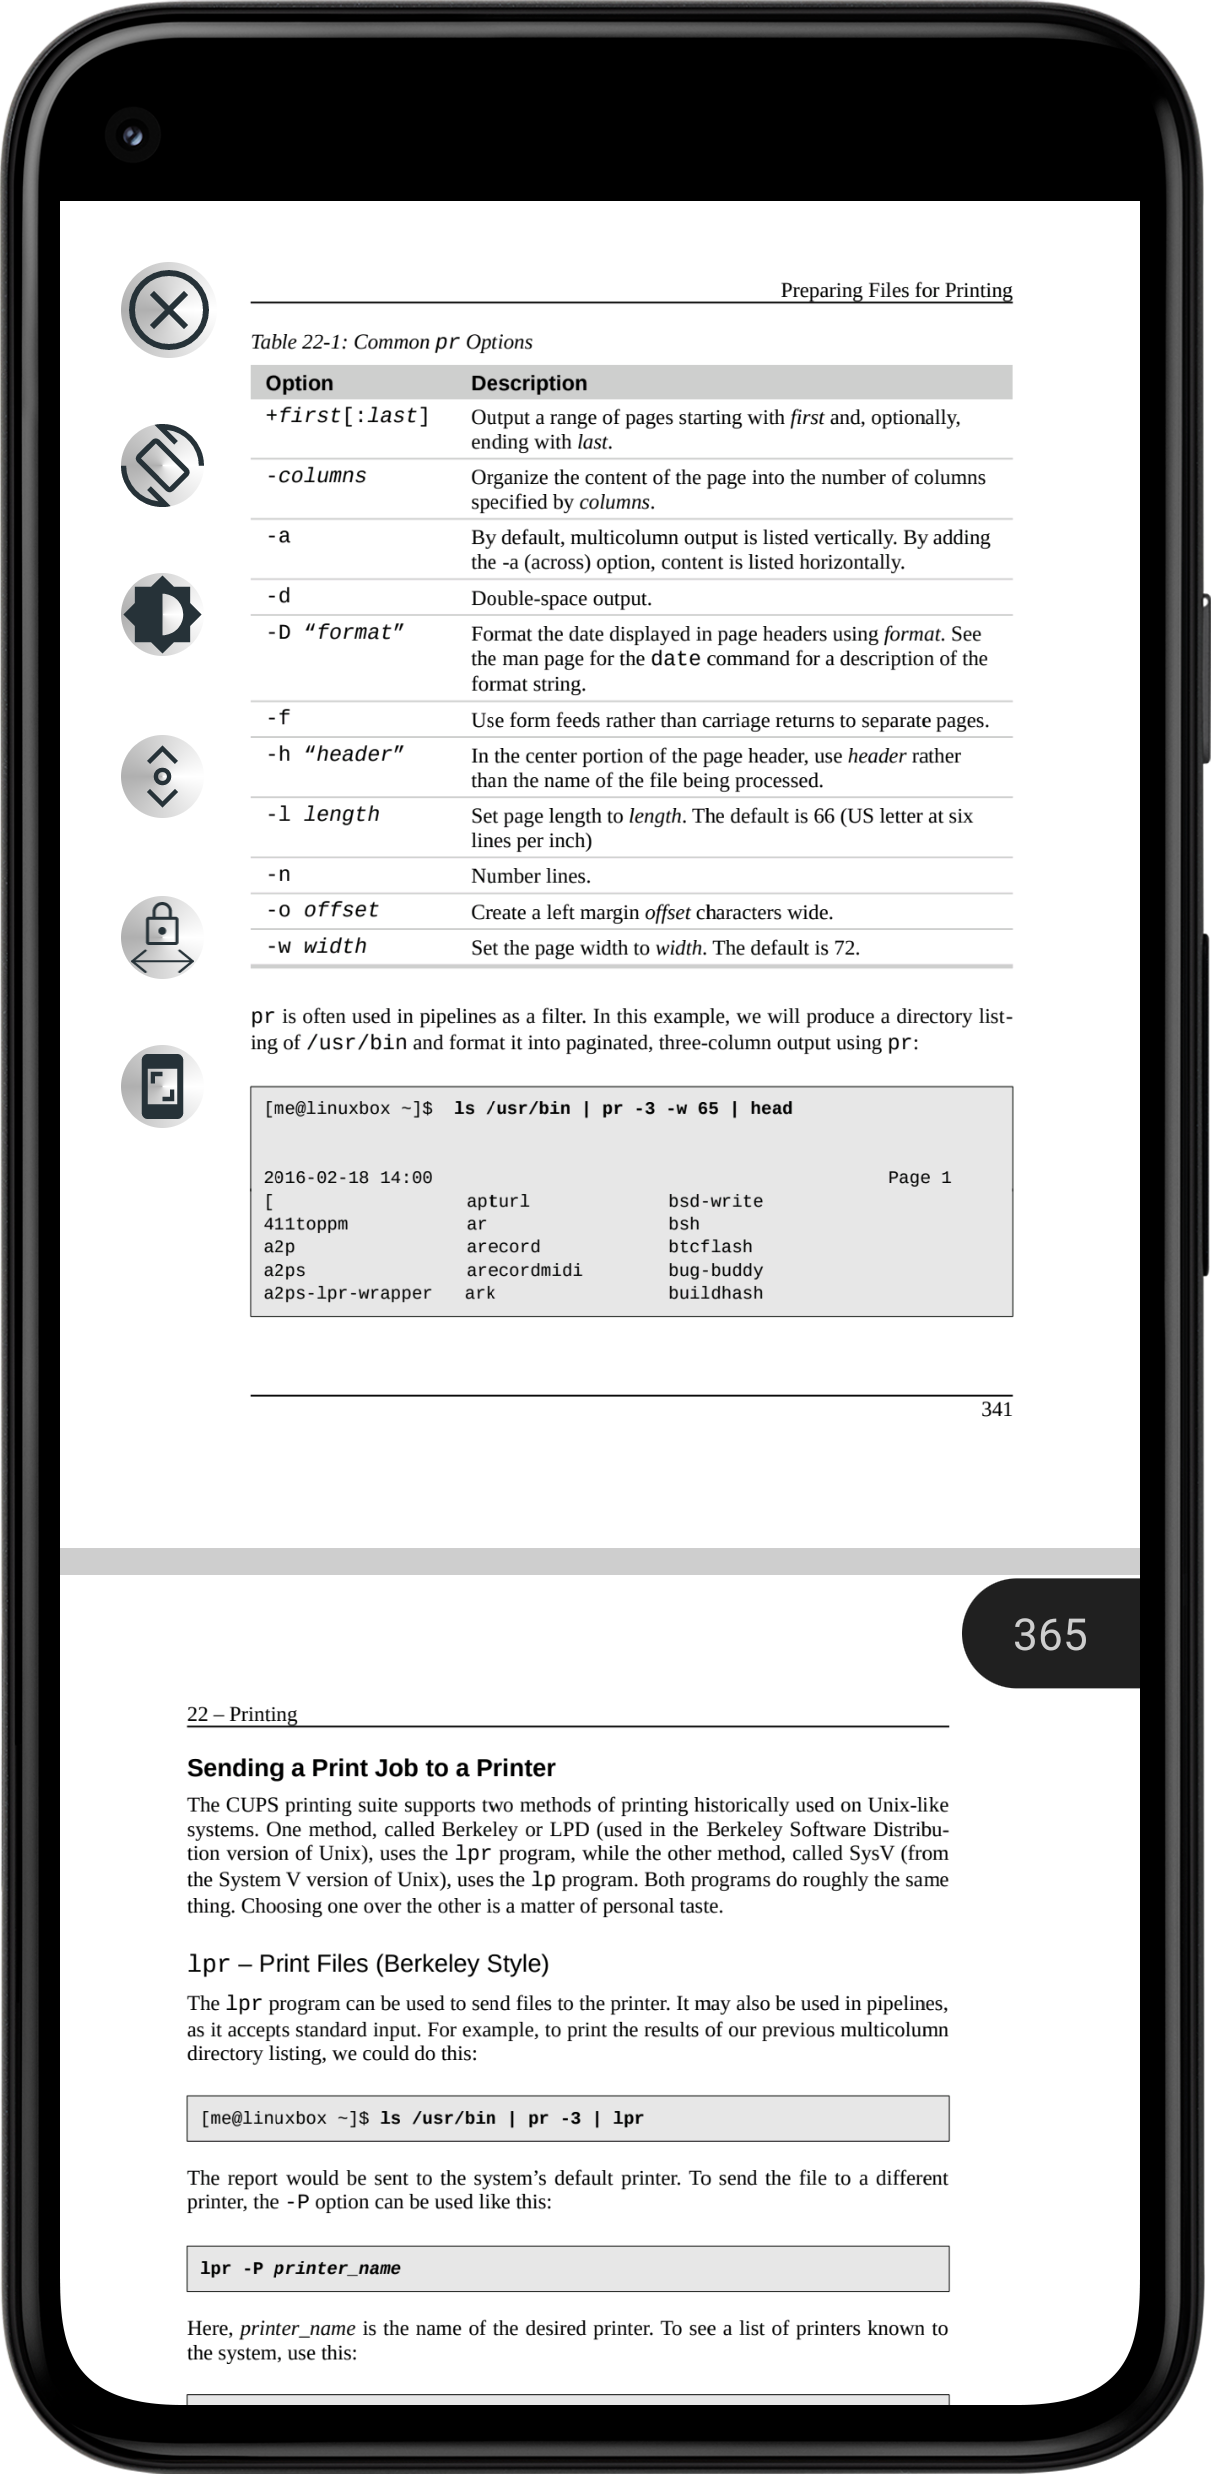 Preparing Files for Printing
Table 22-1: Common pr Options
Option Description
+first[:last] Output a range of pages starting with first and, optionally,
ending with last.
-columns Organize the content of the page into the number of columns
specified by columns.
-a By default, multicolumn output is listed vertically. By adding
the -a (across) option, content is listed horizontally.
-d Double-space output.
-D “format” Format the date displayed in page headers using format. See
the man page for the date command for a description of the
format string.
-f Use form feeds rather than carriage returns to separate pages.
-h “header” In the center portion of the page header, use header rather
than the name of the file being processed.
-l length Set page length to length. The default is 66 (US letter at six
lines per inch)
-n Number lines.
-o offset Create a left margin offset characters wide.
-w width Set the page width to width. The default is 72.
pr is often used in pipelines as a filter. In this example, we will produce a directory list-
ing of /usr/bin and format it into paginated, three-column output using pr:
[me@linuxbox ~]$ ls /usr/bin | pr -3 -w 65 | head
2016-02-18 14:00 Page 1
[ apturl bsd-write
411toppm ar bsh
a2p arecord btcflash
a2ps arecordmidi bug-buddy
a2ps-lpr-wrapper ark buildhash
341
365
22 – Printing
Sending a Print Job to a Printer
The CUPS printing suite supports two methods of printing historically used on Unix-like
systems. One method, called Berkeley or LPD (used in the Berkeley Software Distribu-
tion version of Unix), uses the lpr program, while the other method, called SysV (from
the System V version of Unix), uses the lp program. Both programs do roughly the same
thing. Choosing one over the other is a matter of personal taste.
lpr – Print Files (Berkeley Style)
The lpr program can be used to send files to the printer. It may also be used in pipelines,
as it accepts standard input. For example, to print the results of our previous multicolumn
directory listing, we could do this:
[me@linuxbox ~]$ ls /usr/bin | pr -3 | lpr
The report would be sent to the system’s default printer. To send the file to a different
printer, the -P option can be used like this:
lpr -P printer_name
Here, printer_name is the name of the desired printer. To see a list of printers known to
the system, use this: